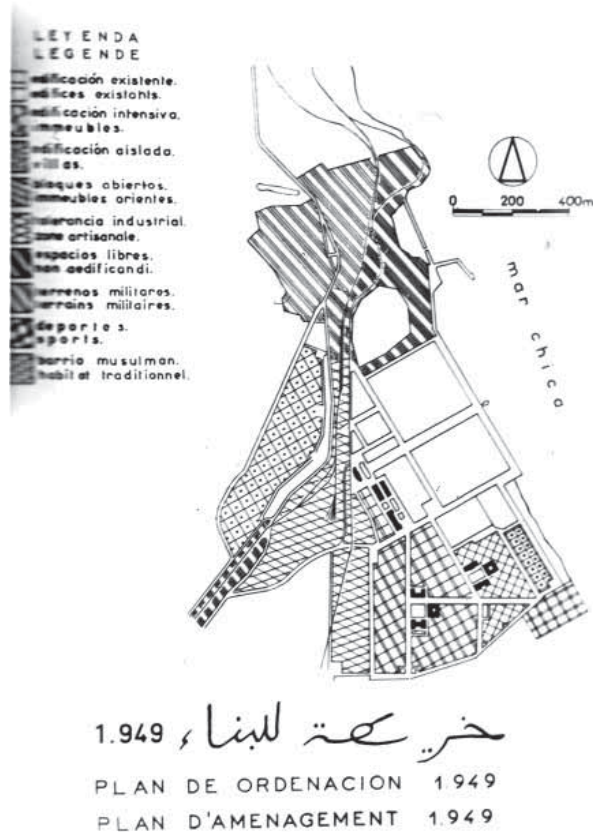 LEYENDA
LEGENDE
edificación existente.
edifices existants.
edificación intensiva.
immeubles.
edificación aislada.
villas.
bloques abiertos.
immeubles orientes.
tolerancia industrial.
zone artisanale.
espacios libres.
non aedificandi.
terrenos militares.
terrains militaires.
deportes.
sports.
barrio musulman.
habitat traditionnel.
0 200 400m
mar chica
خريطة للبناء 1.949
PLAN DE ORDENACION 1.949
PLAN D'AMENAGEMENT 1.949